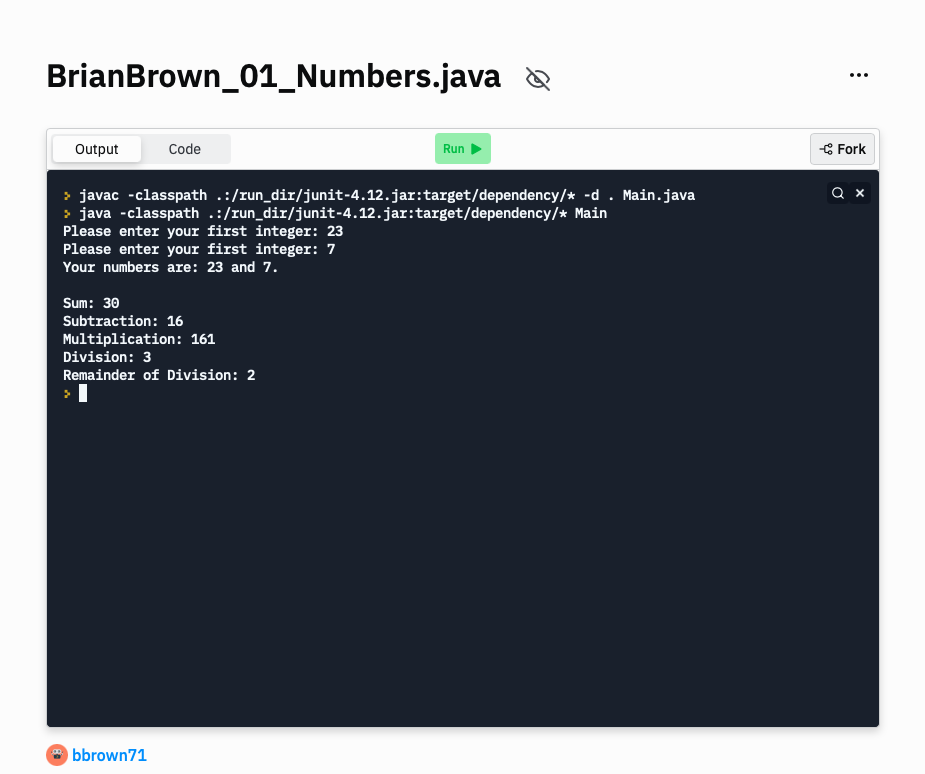 BrianBrown_01_Numbers.java
Output Code Run Fork
javac -classpath .:/run_dir/junit-4.12.jar:target/dependency/* -d . Main.java
java -classpath .:/run_dir/junit-4.12.jar:target/dependency/* Main
Please enter your first integer: 23
Please enter your first integer: 7
Your numbers are: 23 and 7.
Sum: 30
Subtraction: 16
Multiplication: 161
Division: 3
Remainder of Division: 2
bbrown71